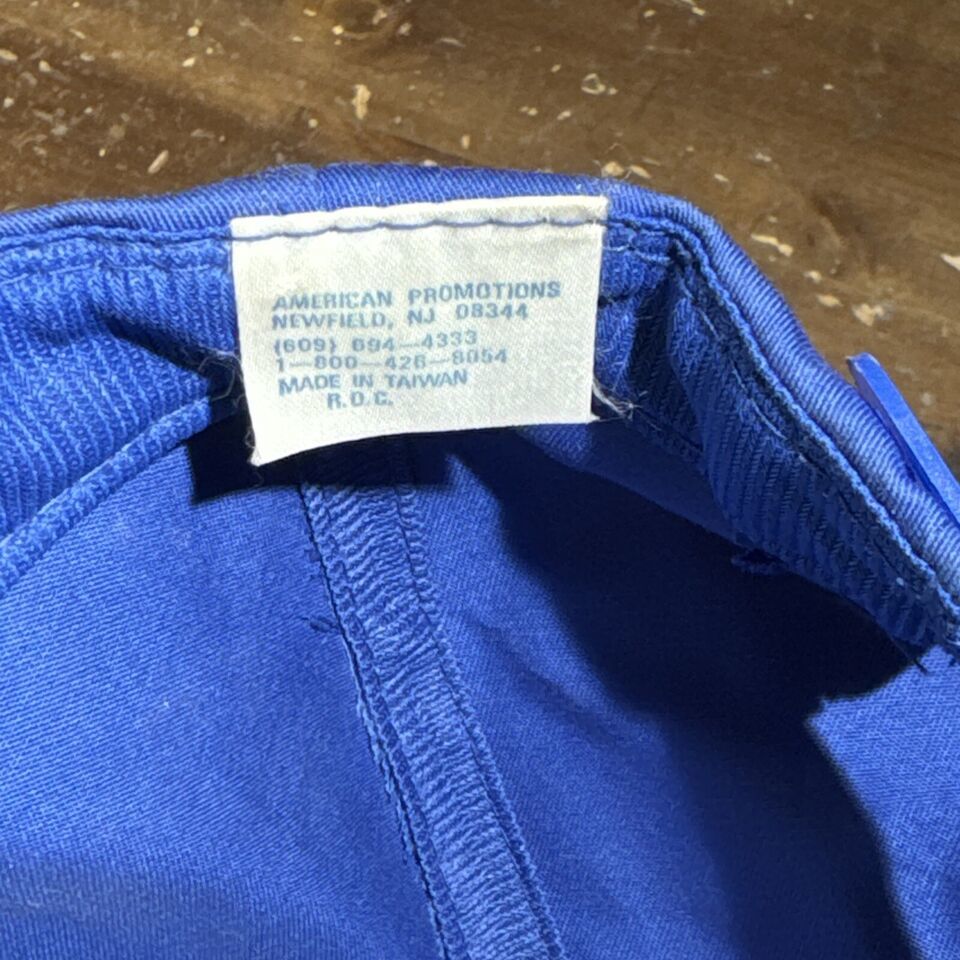 AMERICAN PROMOTIONS
NEWFIELD, NJ 08344
(609) 694—4333
1—800—426—8054
MADE IN TAIWAN
R.O.C.